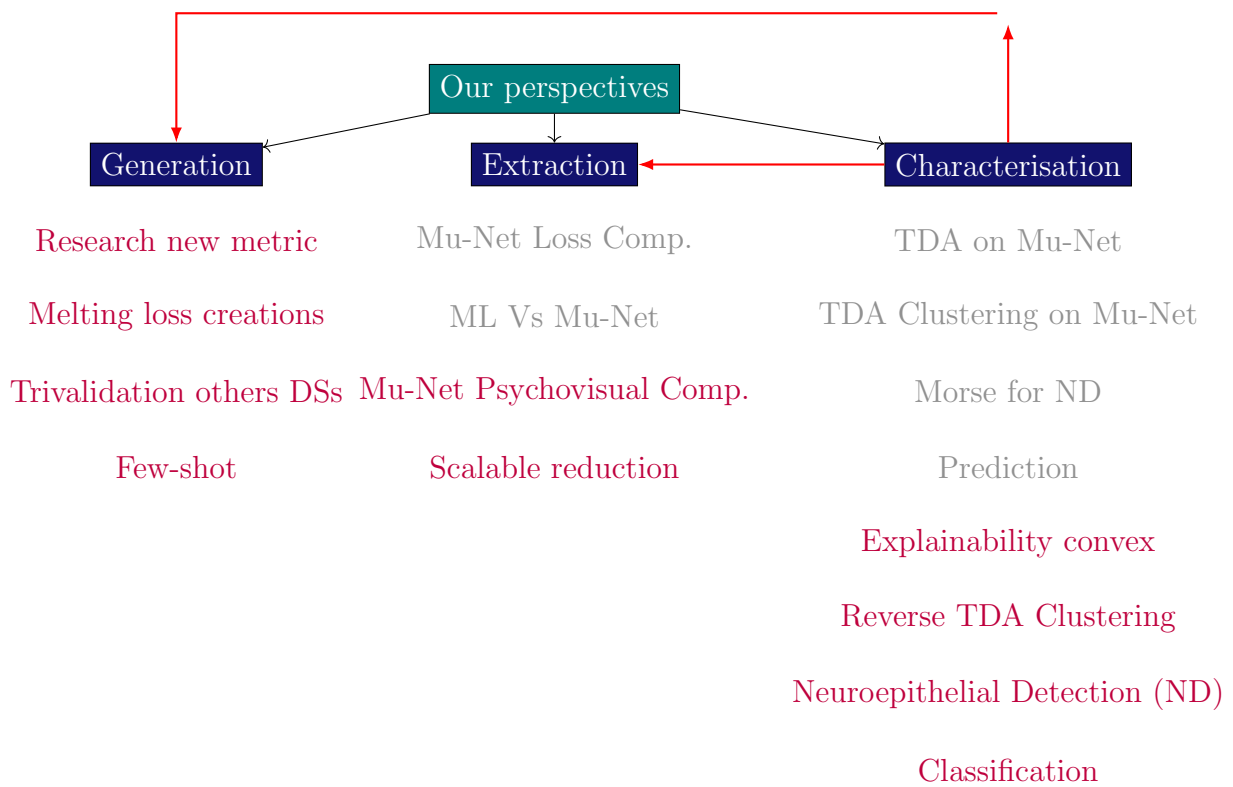 Our perspectives
Generation
Extraction
Characterisation
Research new metric
Mu-Net Loss Comp.
TDA on Mu-Net
Melting loss creations
ML Vs Mu-Net
TDA Clustering on Mu-Net
Trivalidation others DSs
Mu-Net Psychovisual Comp.
Morse for ND
Few-shot
Scalable reduction
Prediction
Explainability convex
Reverse TDA Clustering
Neuroepithelial Detection (ND)
Classification